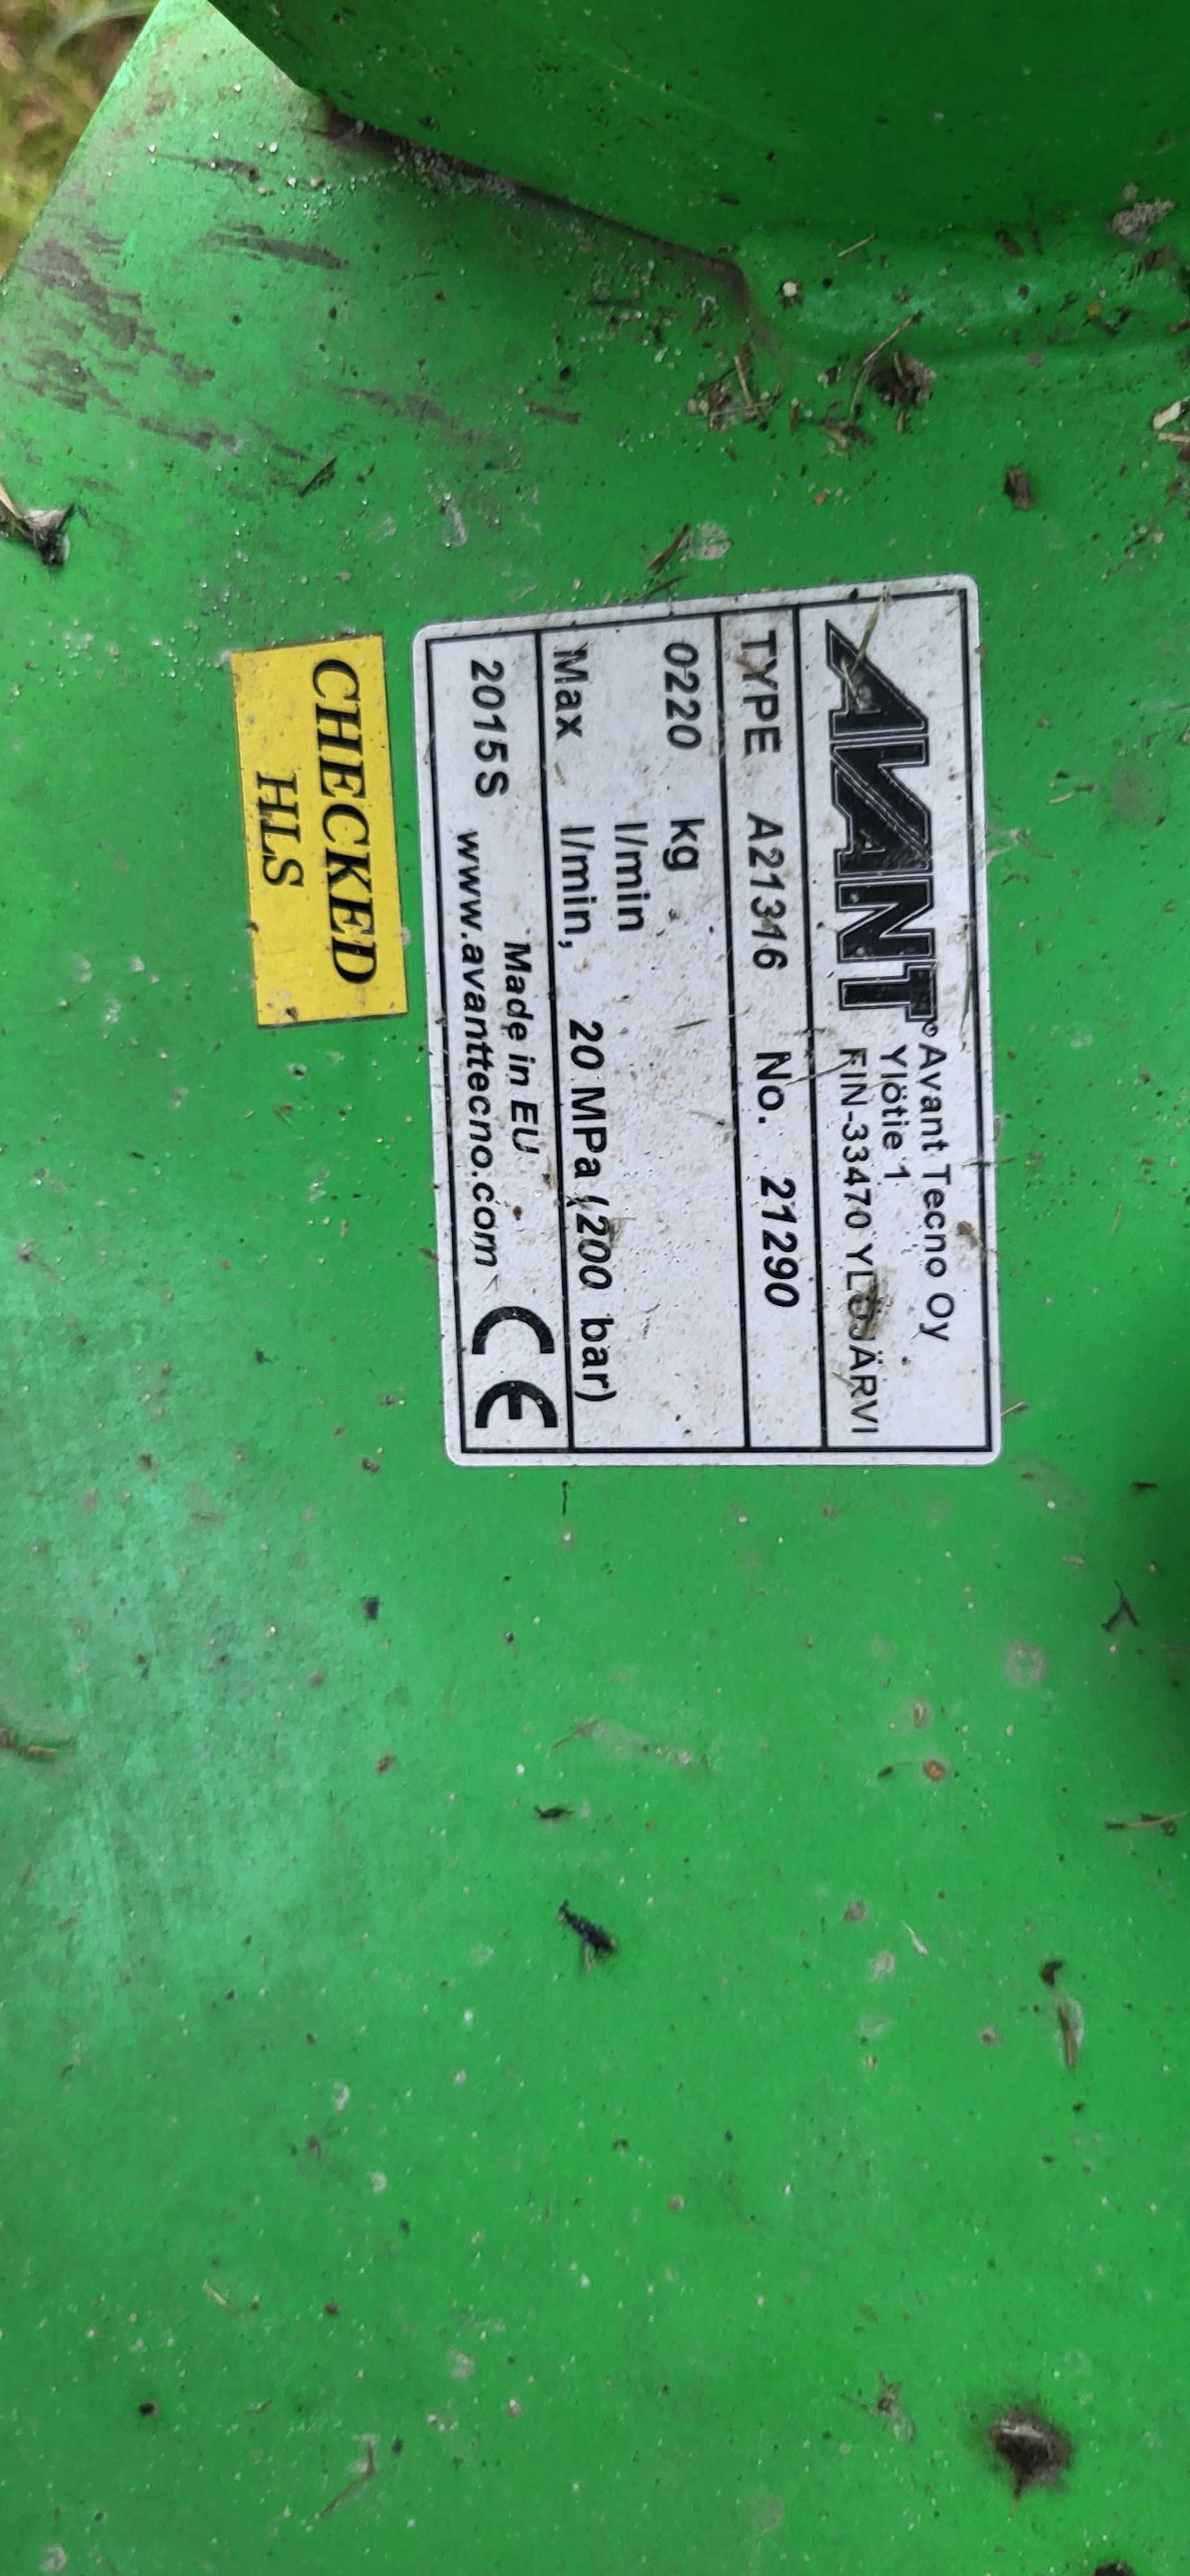 AVANT® Avant Tecno Oy
Ylötie 1
FIN-33470 YLÖJÄRVI
TYPE A21316 No. 21290
0220 kg
l/min
Max l/min, 20 MPa (200 bar)
Made in EU
2015S www.avanttecno.com CE
CHECKED
HLS